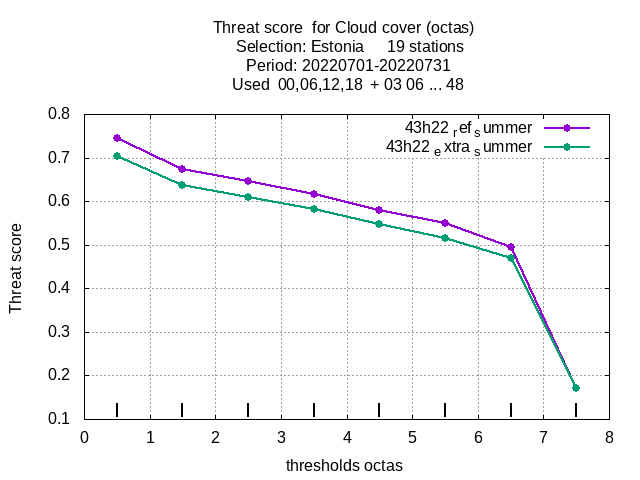 Threat score for Cloud cover (octas)
Selection: Estonia 19 stations
Period: 20220701-20220731
Used 00,06,12,18 + 03 06 ... 48
43h22 ref summer
43h22 extra summer
Threat score
0.8
0.7
0.6
0.5
0.4
0.3
0.2
0.1
0 1 2 3 4 5 6 7 8
thresholds octas